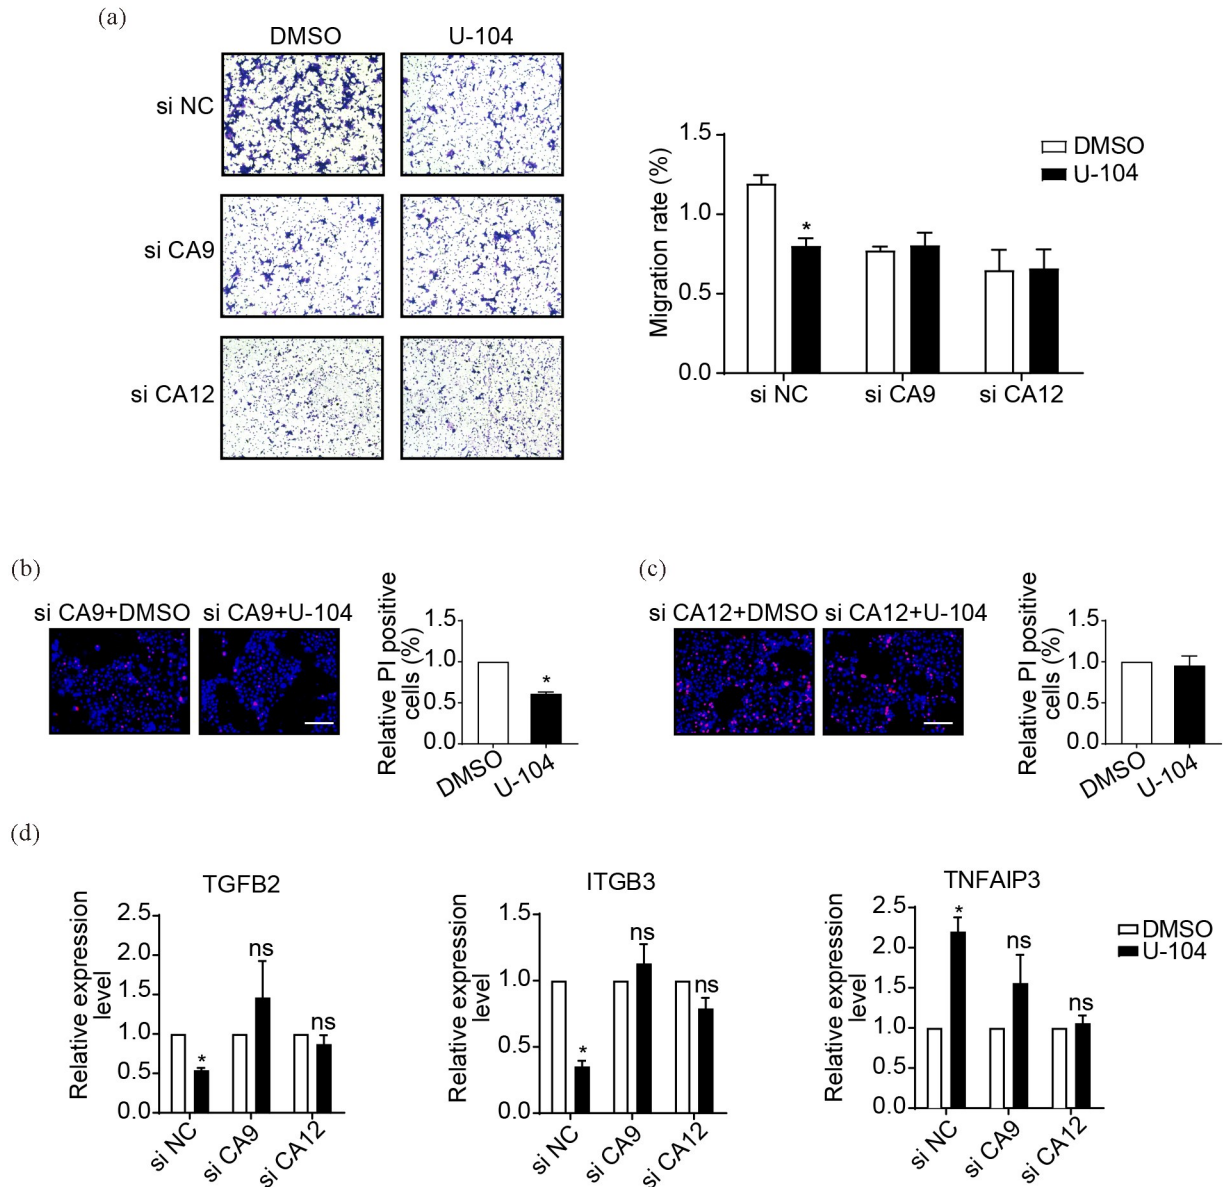 (a)
DMSO
U-104
si NC
si CA9
si CA12
Migration rate (%)
1.5
1.0
0.5
0.0
*
si NC
si CA9
si CA12
DMSO
U-104
(b)
si CA9+DMSO
si CA9+U-104
Relative PI positive
cells (%)
1.5
1.0
0.5
0.0
*
DMSO
U-104
(c)
si CA12+DMSO
si CA12+U-104
Relative PI positive
cells (%)
1.5
1.0
0.5
0.0
DMSO
U-104
(d)
TGFB2
Relative expression
level
2.5
2.0
1.5
1.0
0.5
0.0
*
ns
ns
si NC
si CA9
si CA12
ITGB3
Relative expression
level
1.5
1.0
0.5
0.0
*
ns
ns
si NC
si CA9
si CA12
TNFAIP3
Relative expression
level
2.5
2.0
1.5
1.0
0.5
0.0
*
ns
ns
si NC
si CA9
si CA12
DMSO
U-104